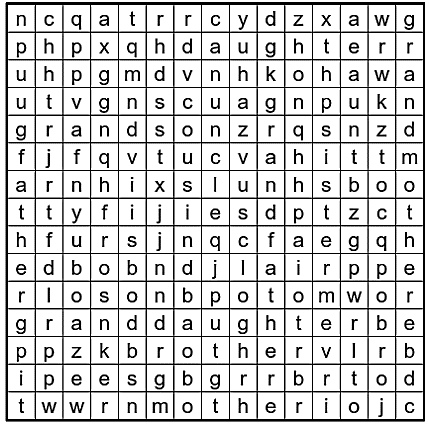 n c q a t r r c y d z x a w g
p h p x q h d a u g h t e r r
u h p g m d v n h k o h a w a
u t v g n s c u a g n p u k n
g r a n d s o n z r q s n z d
f j f q v t u c v a h i t t m
a r n h i x s l u n h s b o o
t t y f i j i e s d p t z c t
h f u r s j n q c f a e g q h
e d b o b n d j l a i r p p e
r l o s o n b p o t o m w o r
g r a n d d a u g h t e r b e
p p z k b r o t h e r v l r b
i p e e s g b g r r b r t o d
t w w r n m o t h e r i o j c